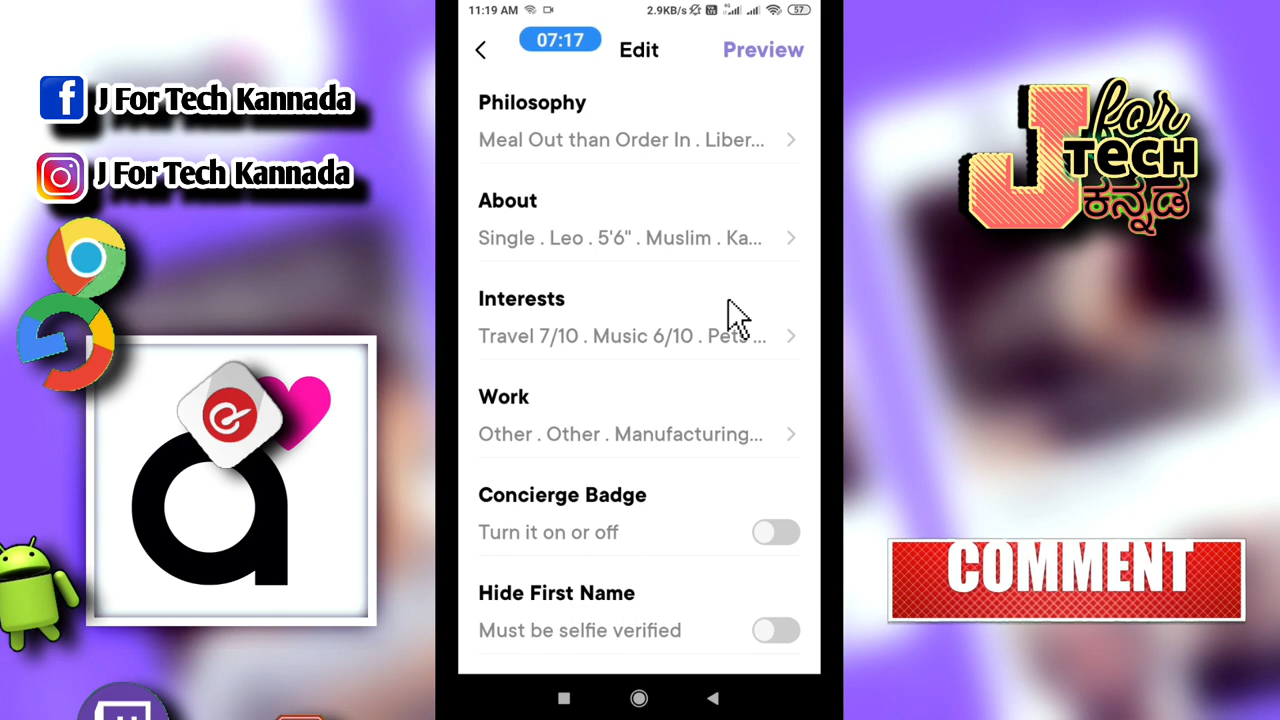 J For Tech Kannada
J For Tech Kannada
11:19 AM
2.9KB/s
57
07:17
Edit
Preview
Philosophy
Meal Out than Order In . Liber...
About
Single . Leo . 5'6" . Muslim . Ka...
Interests
Travel 7/10 . Music 6/10 . Pets ...
Work
Other . Other . Manufacturing...
Concierge Badge
Turn it on or off
Hide First Name
Must be selfie verified
a
J for
TECH
ಕನ್ನಡ
COMMENT